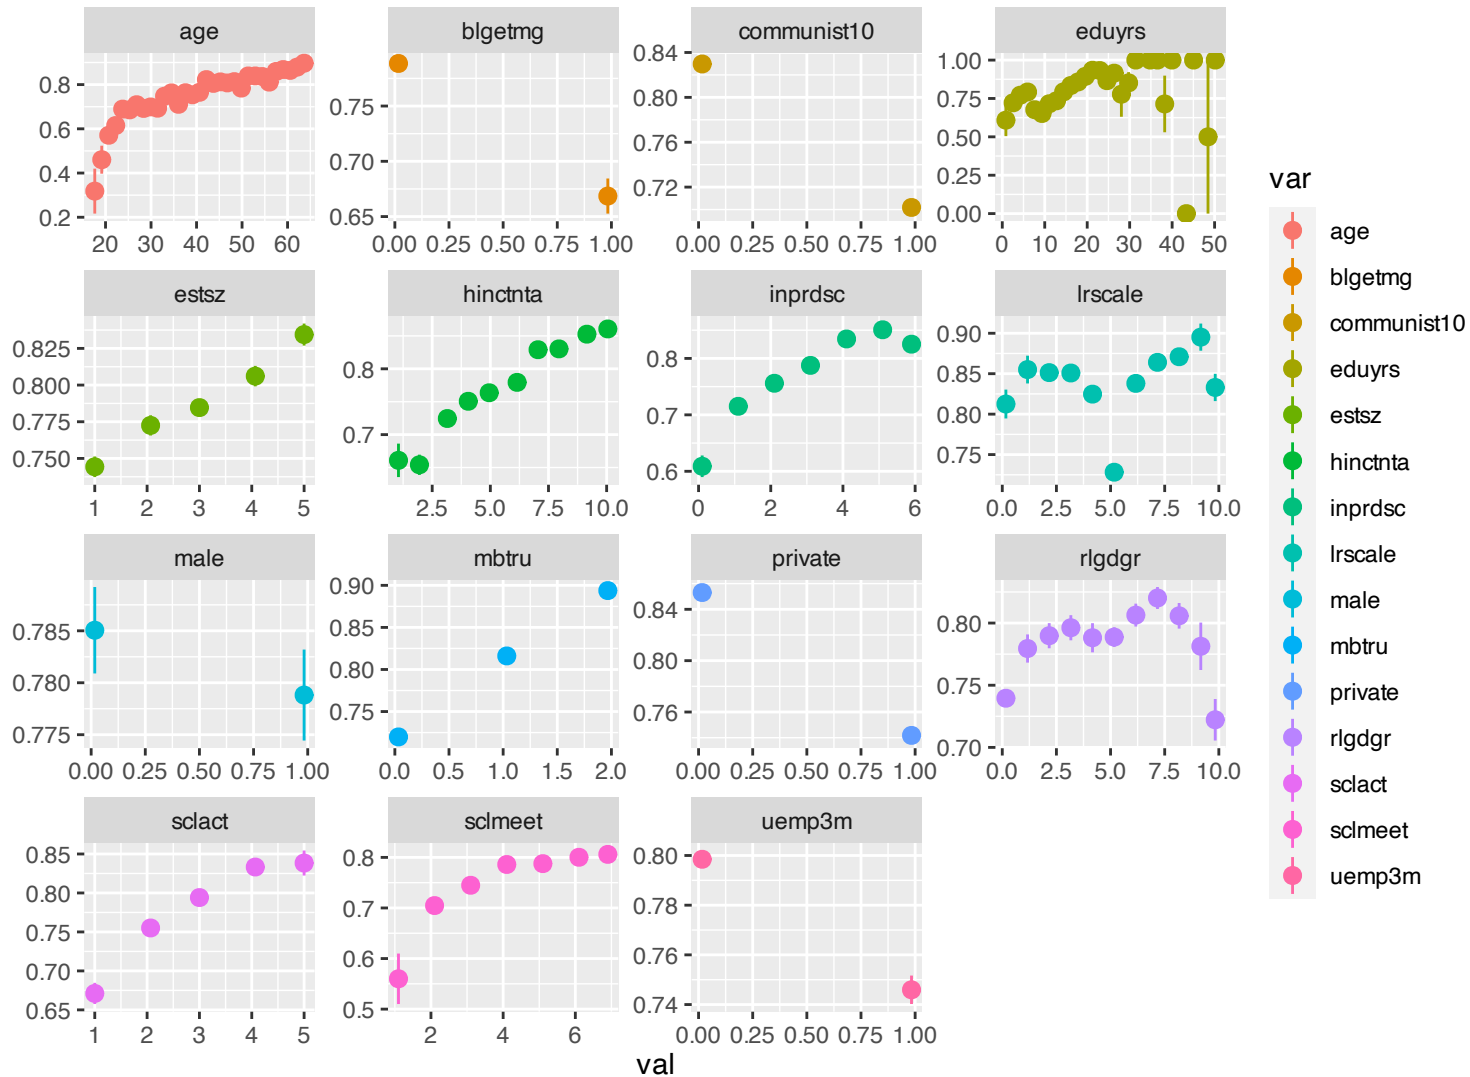 age blgetmg communist10 eduyrs
0.8
0.6
0.4
0.2
20 30 40 50 60
0.75
0.70
0.65
0.00 0.25 0.50 0.75 1.00
0.84
0.80
0.76
0.72
0.00 0.25 0.50 0.75 1.00
1.00
0.75
0.50
0.25
0.00
0 10 20 30 40 50
estsz hinctnta inprdsc lrscale
0.825
0.800
0.775
0.750
1 2 3 4 5
0.8
0.7
2.5 5.0 7.5 10.0
0.8
0.7
0.6
0 2 4 6
0.90
0.85
0.80
0.75
0.0 2.5 5.0 7.5 10.0
male mbtru private rlgdgr
0.785
0.780
0.775
0.00 0.25 0.50 0.75 1.00
0.90
0.85
0.80
0.75
0.0 0.5 1.0 1.5 2.0
0.84
0.80
0.76
0.00 0.25 0.50 0.75 1.00
0.80
0.75
0.70
0.0 2.5 5.0 7.5 10.0
sclact sclmeet uemp3m
0.85
0.80
0.75
0.70
0.65
1 2 3 4 5
0.8
0.7
0.6
0.5
2 4 6
0.80
0.78
0.76
0.74
0.00 0.25 0.50 0.75 1.00
val
var
age
blgetmg
communist10
eduyrs
estsz
hinctnta
inprdsc
lrscale
male
mbtru
private
rlgdgr
sclact
sclmeet
uemp3m